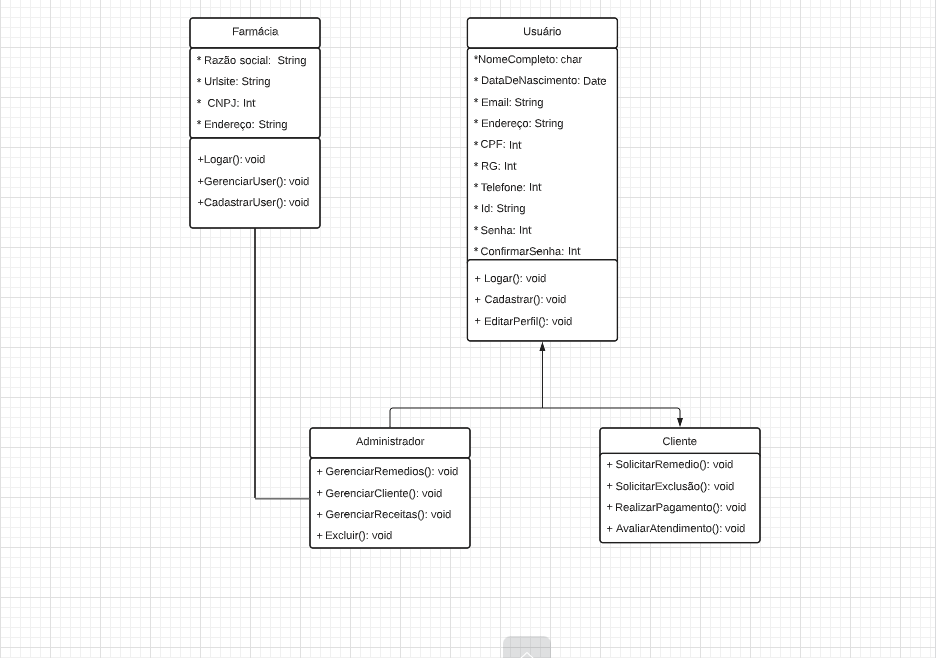 Farmácia
* Razão social: String
* Urlsite: String
* CNPJ: Int
* Endereço: String
+Logar(): void
+GerenciarUser(): void
+CadastrarUser(): void
Usuário
*NomeCompleto: char
* DataDeNascimento: Date
* Email: String
* Endereço: String
* CPF: Int
* RG: Int
* Telefone: Int
* Id: String
* Senha: Int
* ConfirmarSenha: Int
+ Logar(): void
+ Cadastrar(): void
+ EditarPerfil(): void
Administrador
+ GerenciarRemedios(): void
+ GerenciarCliente(): void
+ GerenciarReceitas(): void
+ Excluir(): void
Cliente
+ SolicitarRemedio(): void
+ SolicitarExclusão(): void
+ RealizarPagamento(): void
+ AvaliarAtendimento(): void